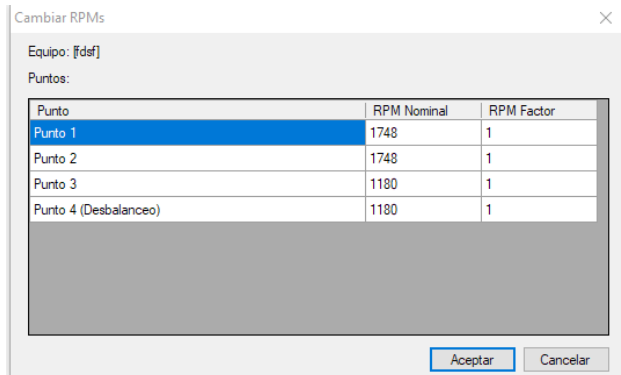 Cambiar RPMs
Equipo: [fdsf]
Puntos:
Punto RPM Nominal RPM Factor
Punto 1 1748 1
Punto 2 1748 1
Punto 3 1180 1
Punto 4 (Desbalanceo) 1180 1
Aceptar Cancelar